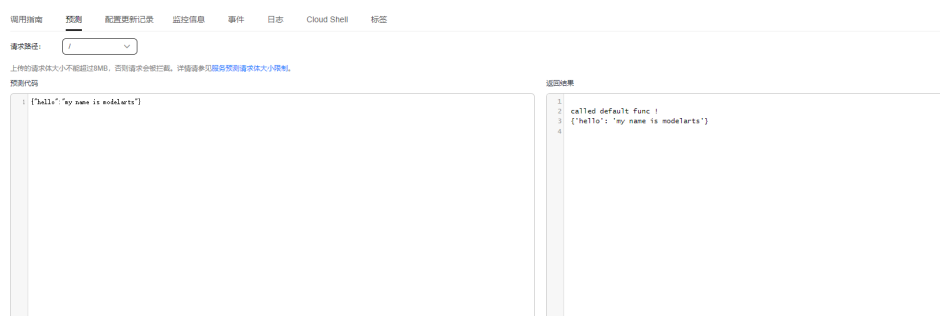 调用指南 预测 配置更新记录 监控信息 事件 日志 Cloud Shell 标签
请求路径: /
上传的请求体大小不能超过8MB，否则请求会被拦截。详情请参见服务预测请求体大小限制。
预测代码
1 {"hello":"my name is modelarts"}
返回结果
1
2 called default func !
3 {'hello': 'my name is modelarts'}
4